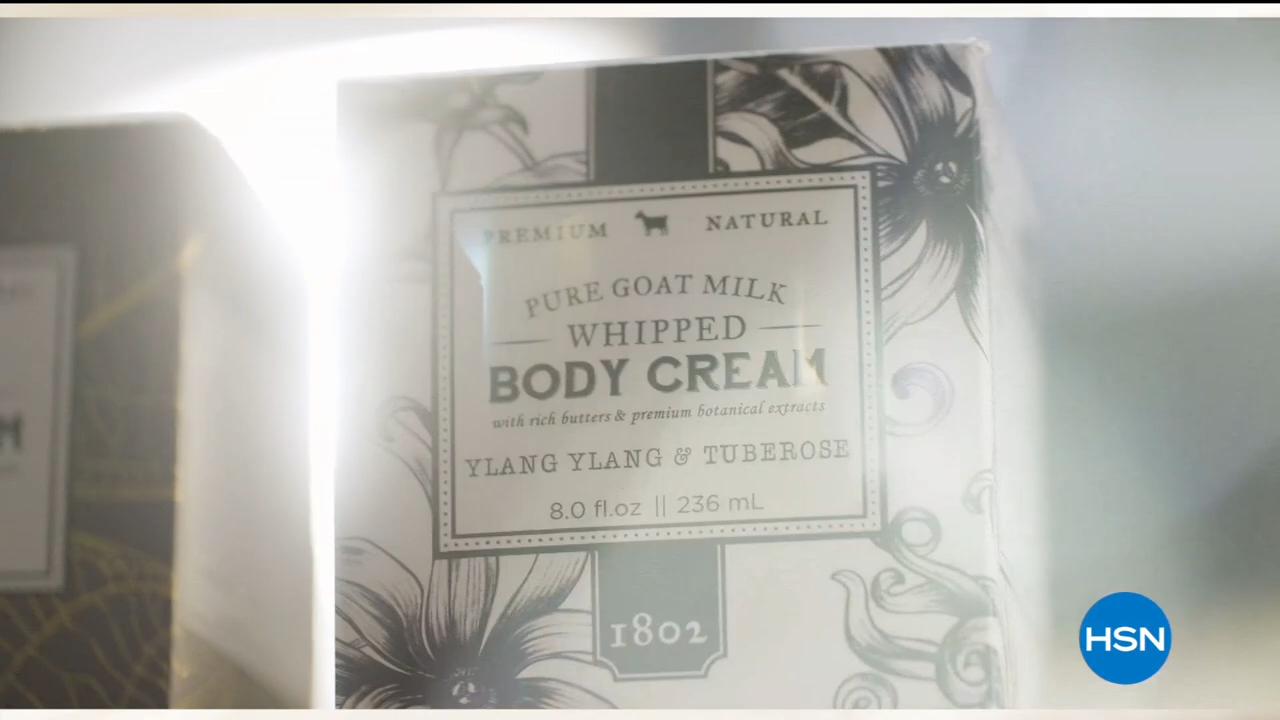 PREMIUM NATURAL
PURE GOAT MILK
WHIPPED
BODY CREAM
with rich butters & premium botanical extracts
YLANG YLANG & TUBEROSE
8.0 fl.oz || 236 mL
1802
HSN